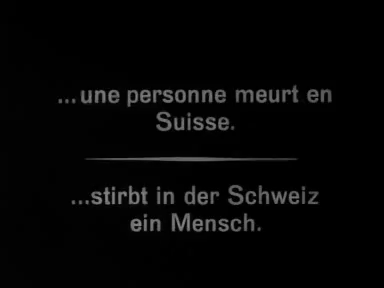 ...une personne meurt en
Suisse.
...stirbt in der Schweiz
ein Mensch.